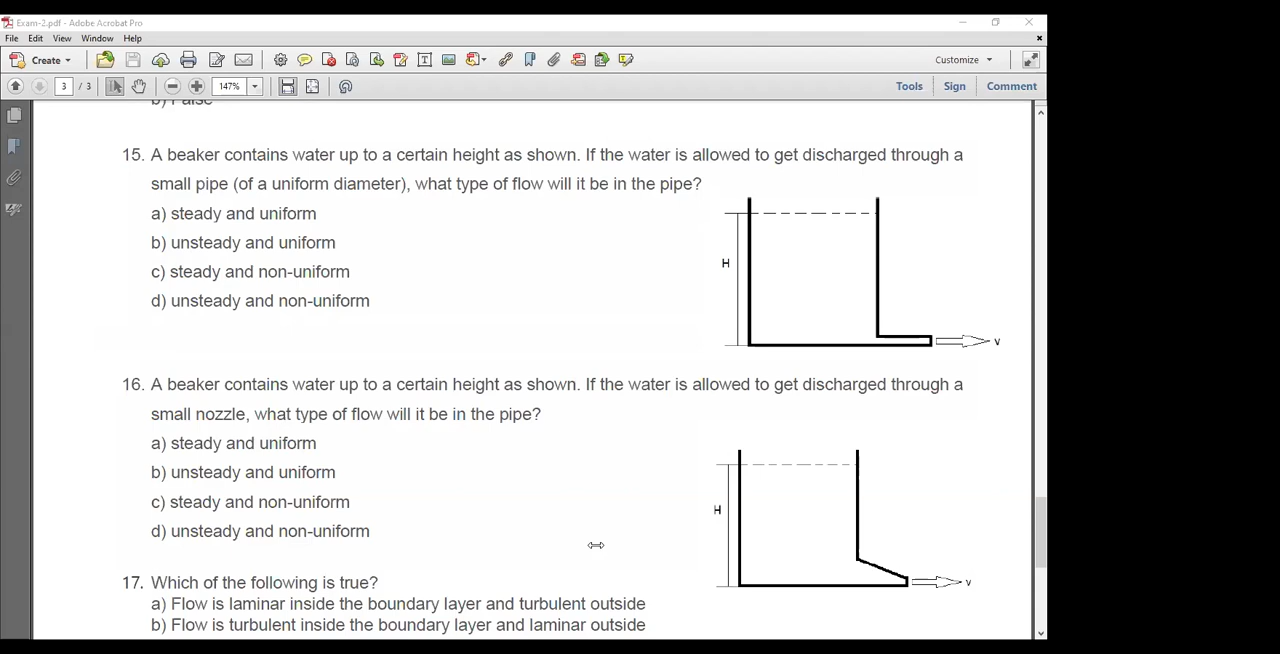 Exam-2.pdf - Adobe Acrobat Pro
File Edit View Window Help
Create Customize
3 / 3 147% Tools Sign Comment
b) False
15. A beaker contains water up to a certain height as shown. If the water is allowed to get discharged through a
small pipe (of a uniform diameter), what type of flow will it be in the pipe?
a) steady and uniform
b) unsteady and uniform
c) steady and non-uniform
d) unsteady and non-uniform
H
v
16. A beaker contains water up to a certain height as shown. If the water is allowed to get discharged through a
small nozzle, what type of flow will it be in the pipe?
a) steady and uniform
b) unsteady and uniform
c) steady and non-uniform
d) unsteady and non-uniform
H
v
17. Which of the following is true?
a) Flow is laminar inside the boundary layer and turbulent outside
b) Flow is turbulent inside the boundary layer and laminar outside